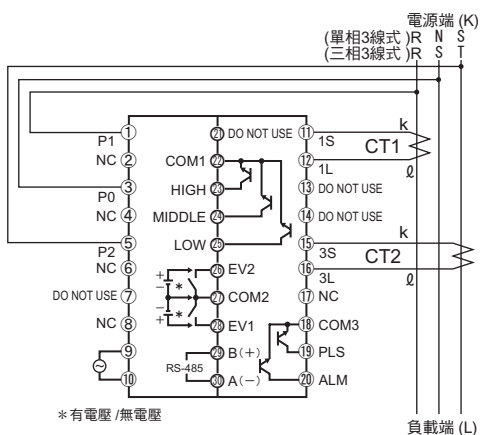 電源端 (K)
(單相3線式 )R N S
(三相3線式 )R S T
① P1
NC ②
③ P0
NC ④
⑤ P2
NC ⑥
DO NOT USE ⑦
NC ⑧
⑨
⑩
㉑ DO NOT USE
COM1 ㉒
HIGH ㉓
MIDDLE ㉔
LOW ㉕
㉖ EV2
㉗ COM2
㉘ EV1
+
−
*
−
+
*
RS-485
㉙ B(+)
㉚ A(−)
⑪ 1S
⑫ 1L
⑬ DO NOT USE
⑭ DO NOT USE
⑮ 3S
⑯ 3L
⑰ NC
⑱ COM3
⑲ PLS
⑳ ALM
k
CT1
ℓ
k
CT2
ℓ
＊有電壓 /無電壓
負載端 (L)